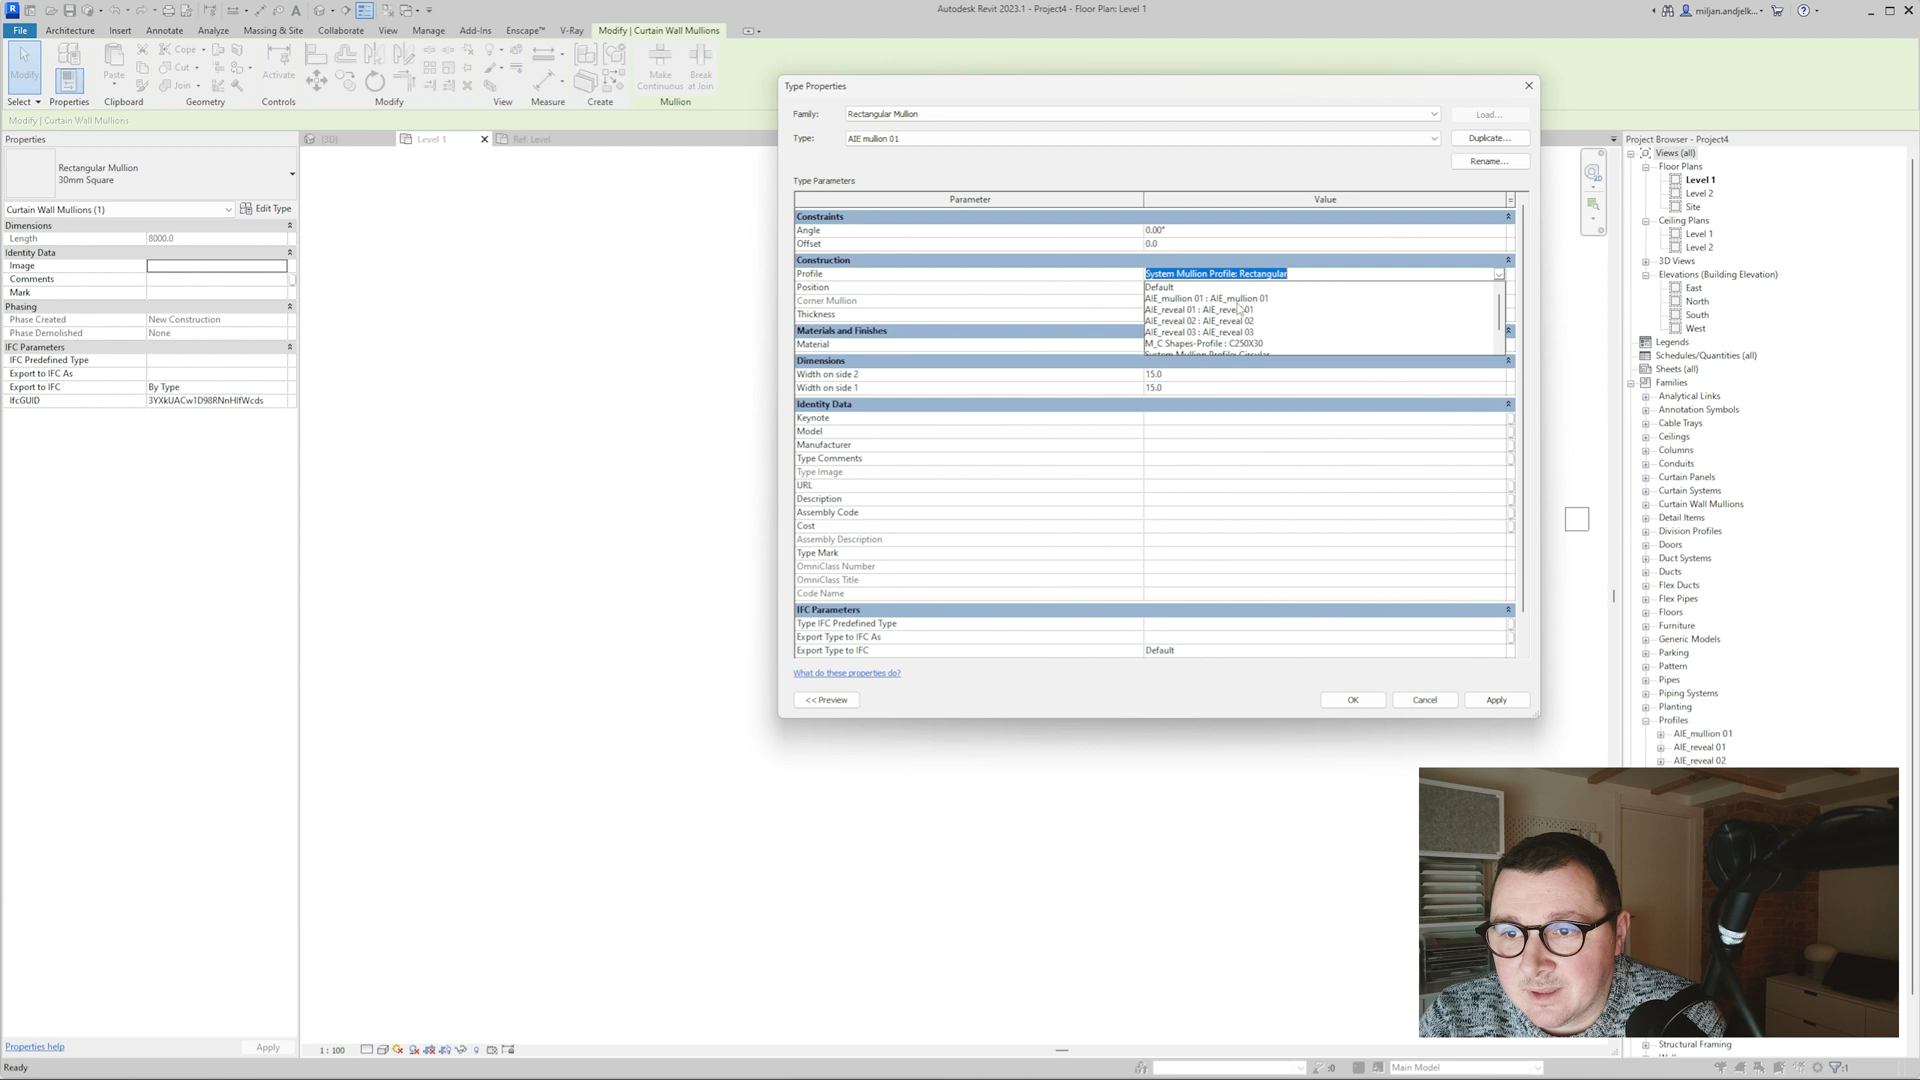 Autodesk Revit 2023.1 - Project4 - Floor Plan: Level 1
miljan.andjelk...
File Architecture Insert Annotate Analyze Massing & Site Collaborate View Manage Add-Ins Enscape™ V-Ray Modify | Curtain Wall Mullions
Modify Paste Cope Cut Join Activate Make Continuous Break at Join
Select Properties Clipboard Geometry Controls Modify View Measure Create Mullion
Modify | Curtain Wall Mullions
Properties
Rectangular Mullion
30mm Square
Curtain Wall Mullions (1) Edit Type
Dimensions
Length 8000.0
Identity Data
Image
Comments
Mark
Phasing
Phase Created New Construction
Phase Demolished None
IFC Parameters
IFC Predefined Type
Export to IFC As
Export to IFC By Type
IfcGUID 3YXkUACw1D98RNnHlfWcds
Properties help Apply
{3D} Level 1 Ref. Level
Type Properties
Family: Rectangular Mullion Load...
Type: AIE mullion 01 Duplicate...
Rename...
Type Parameters
Parameter Value =
Constraints
Angle 0.00°
Offset 0.0
Construction
Profile System Mullion Profile: Rectangular
Position Default
Corner Mullion AIE_mullion 01 : AIE_mullion 01
AIE_reveal 01 : AIE_reveal 01
Thickness AIE_reveal 02 : AIE_reveal 02
Materials and Finishes AIE_reveal 03 : AIE_reveal 03
Material M_C Shapes-Profile : C250X30
System Mullion Profile: Circular
Dimensions
Width on side 2 15.0
Width on side 1 15.0
Identity Data
Keynote
Model
Manufacturer
Type Comments
Type Image
URL
Description
Assembly Code
Cost
Assembly Description
Type Mark
OmniClass Number
OmniClass Title
Code Name
IFC Parameters
Type IFC Predefined Type
Export Type to IFC As
Export Type to IFC Default
What do these properties do?
<< Preview OK Cancel Apply
Project Browser - Project4
Views (all)
Floor Plans
Level 1
Level 2
Site
Ceiling Plans
Level 1
Level 2
3D Views
Elevations (Building Elevation)
East
North
South
West
Legends
Schedules/Quantities (all)
Sheets (all)
Families
Analytical Links
Annotation Symbols
Cable Trays
Ceilings
Columns
Conduits
Curtain Panels
Curtain Systems
Curtain Wall Mullions
Detail Items
Division Profiles
Doors
Duct Systems
Ducts
Flex Ducts
Flex Pipes
Floors
Furniture
Generic Models
Parking
Pattern
Pipes
Piping Systems
Planting
Profiles
AIE_mullion 01
AIE_reveal 01
AIE_reveal 02
Structural Framing
1 : 100
Ready :0 Main Model :1